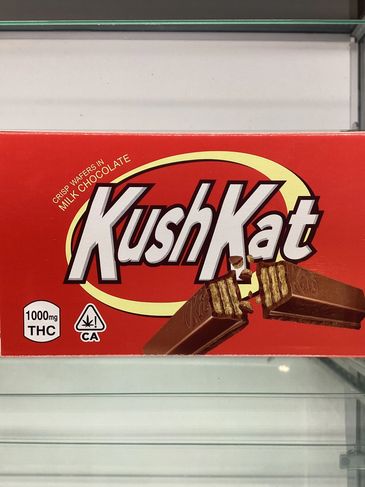 CRISP WAFERS IN
MILK CHOCOLATE
KushKat
1000mg
THC
!
CA